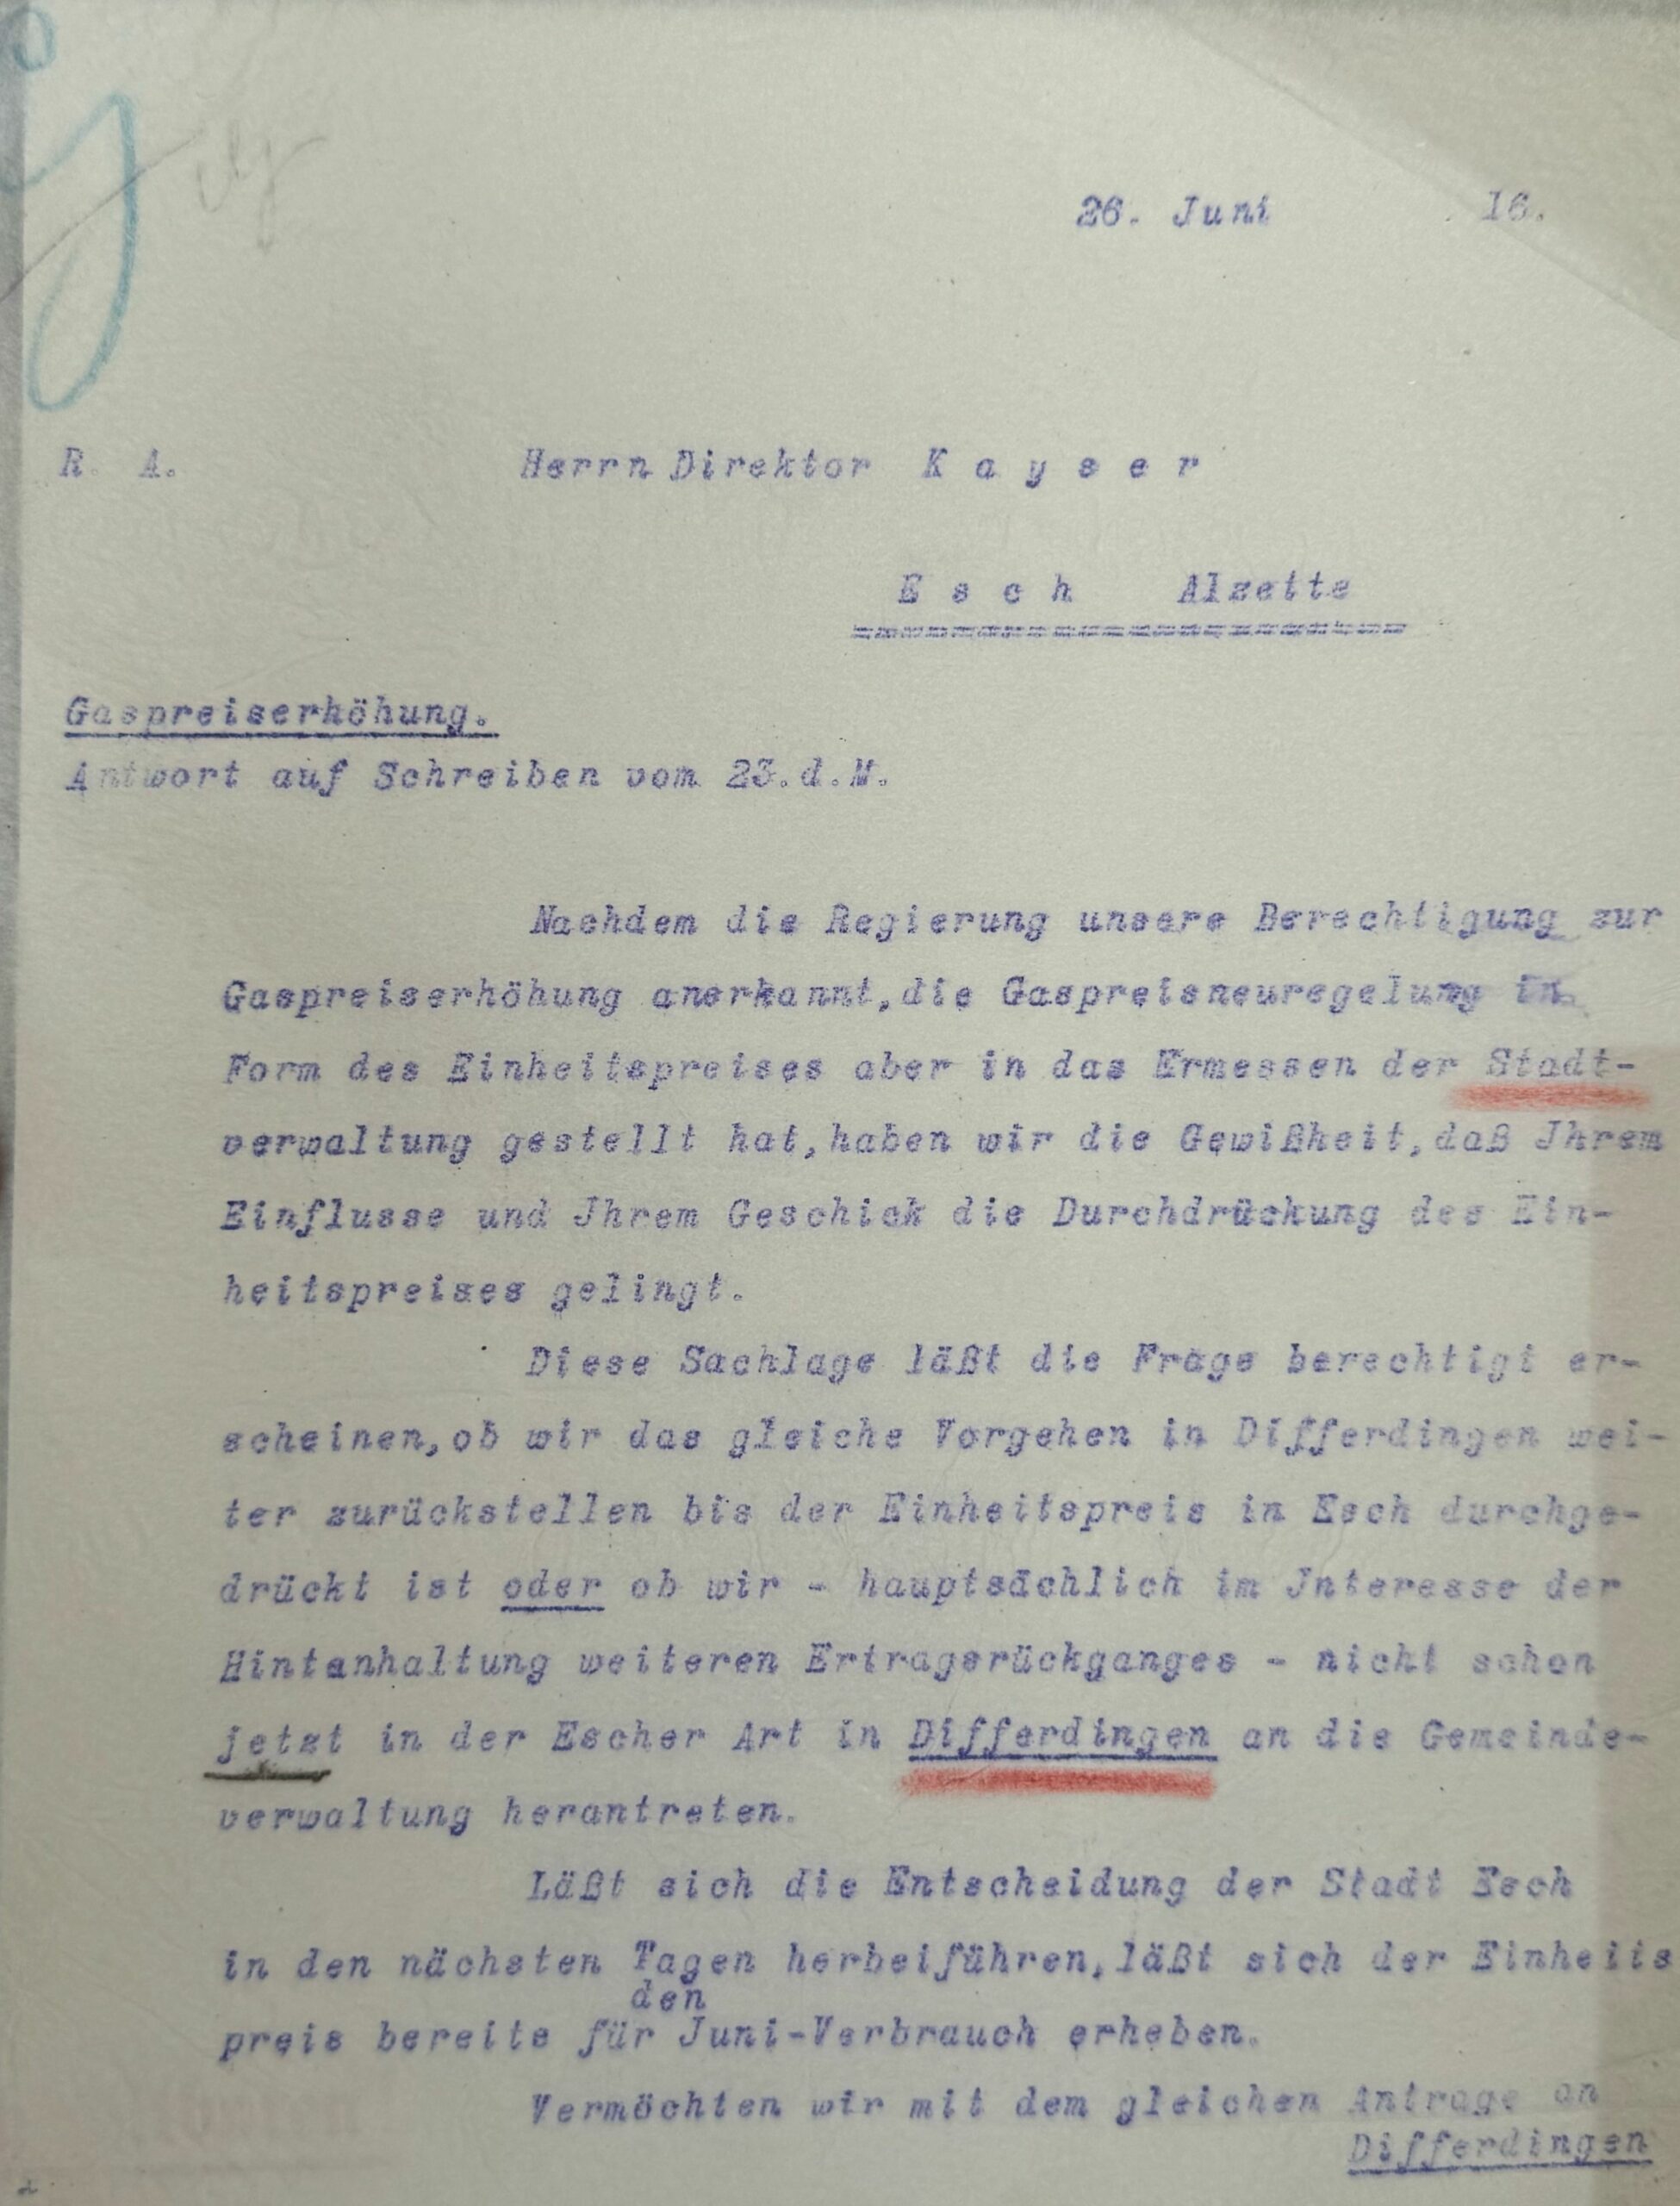 26. Juni 16.
R. A. Herrn Direktor K a y s e r
E s c h Alzette
Gaspreiserhöhung.
Antwort auf Schreiben vom 23.d.M.
Nachdem die Regierung unsere Berechtigung zur
Gaspreiserhöhung anerkannt,die Gaspreisneuregelung in
Form des Einheitspreises aber in das Ermessen der Stadt-
verwaltung gestellt hat,haben wir die Gewißheit,daß Jhrem
Einflusse und Jhrem Geschick die Durchdrückung des Ein-
heitspreises gelingt.
Diese Sachlage läßt die Frage berechtigt er-
scheinen,ob wir das gleiche Vorgehen in Differdingen wei-
ter zurückstellen bis der Einheitspreis in Esch durchge-
drückt ist oder ob wir - hauptsächlich im Jnteresse der
Hintanhaltung weiteren Ertragsrückganges - nicht schon
jetzt in der Escher Art in Differdingen an die Gemeinde-
verwaltung herantreten.
Läßt sich die Entscheidung der Stadt Esch
in den nächsten Tagen herbeiführen,läßt sich der Einheits
den
preis bereits für Juni-Verbrauch erheben.
Vermöchten wir mit dem gleichen Antrage an
Differdingen